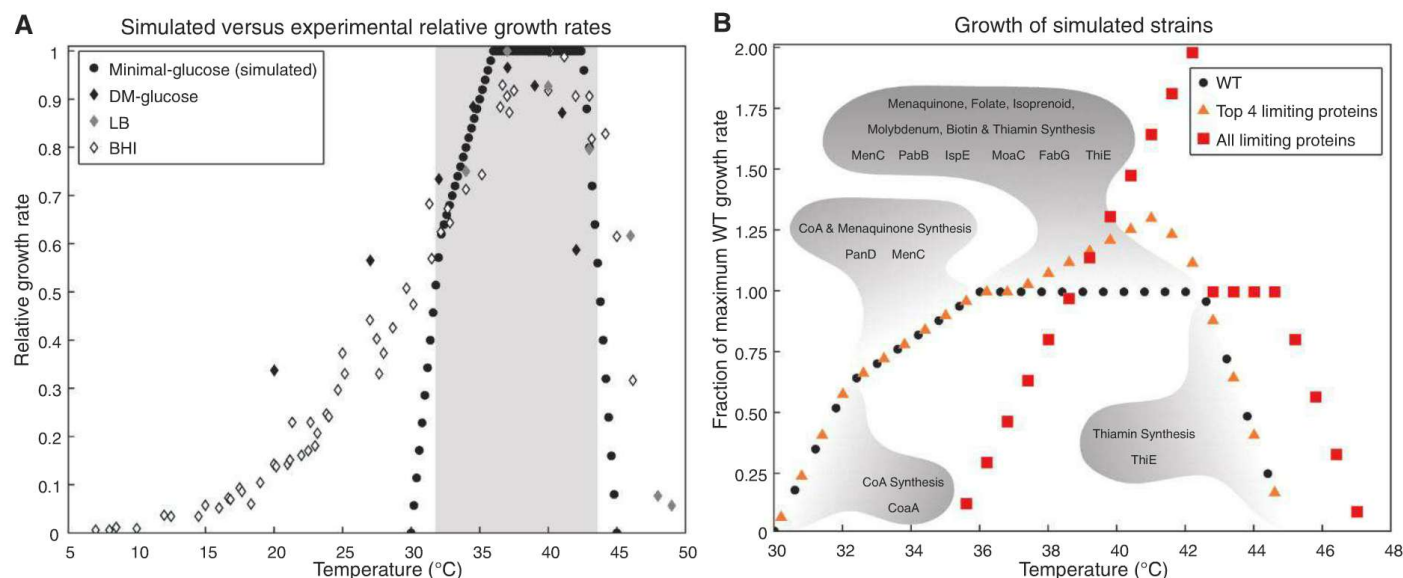 A
Simulated versus experimental relative growth rates
Relative growth rate
1
0.9
0.8
0.7
0.6
0.5
0.4
0.3
0.2
0.1
0
Minimal-glucose (simulated)
DM-glucose
LB
BHI
5
10
15
20
25
30
35
40
45
50
Temperature (°C)
B
Growth of simulated strains
Fraction of maximum WT growth rate
2.00
1.75
1.50
1.25
1.00
0.75
0.50
0.25
0
WT
Top 4 limiting proteins
All limiting proteins
Menaquinone, Folate, Isoprenoid,
Molybdenum, Biotin & Thiamin Synthesis
MenC PabB IspE MoaC FabG ThiE
CoA & Menaquinone Synthesis
PanD MenC
Thiamin Synthesis
ThiE
CoA Synthesis
CoaA
30
32
34
36
38
40
42
44
46
48
Temperature (°C)